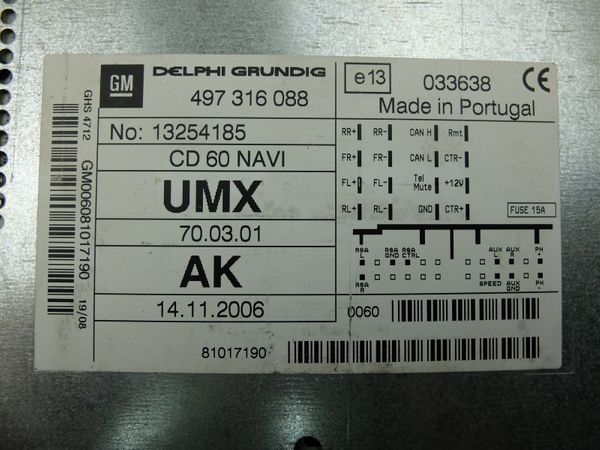 GM
DELPHI GRUNDIG
497 316 088
No: 13254185
CD 60 NAVI
UMX
70.03.01
AK
14.11.2006
81017190
GHS 4712
GM006081017190 19/08
e13
033638
CE
Made in Portugal
RR+ RR- CAN H Rmt
FR+ FR- CAN L CTR-
FL+ FL- Tel Mute +12V
RL+ RL- GND CTR+
FUSE 15A
RSA L RSA GND RSA CTRL AUX L AUX R PH +
RSA R SPEED AUX GND PH -
0060